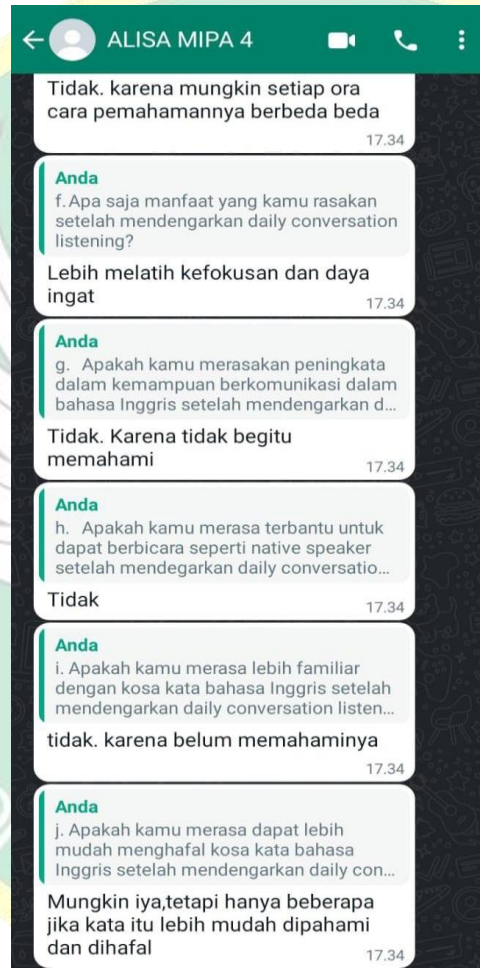 ALISA MIPA 4
Tidak. karena mungkin setiap ora
cara pemahamannya berbeda beda
17.34
Anda
f. Apa saja manfaat yang kamu rasakan
setelah mendengarkan daily conversation
listening?
Lebih melatih kefokusan dan daya
ingat
17.34
Anda
g. Apakah kamu merasakan peningkata
dalam kemampuan berkomunikasi dalam
bahasa Inggris setelah mendengarkan d...
Tidak. Karena tidak begitu
memahami
17.34
Anda
h. Apakah kamu merasa terbantu untuk
dapat berbicara seperti native speaker
setelah mendegarkan daily conversatio...
Tidak
17.34
Anda
i. Apakah kamu merasa lebih familiar
dengan kosa kata bahasa Inggris setelah
mendengarkan daily conversation listen...
tidak. karena belum memahaminya
17.34
Anda
j. Apakah kamu merasa dapat lebih
mudah menghafal kosa kata bahasa
Inggris setelah mendengarkan daily con...
Mungkin iya,tetapi hanya beberapa
jika kata itu lebih mudah dipahami
dan dihafal
17.34